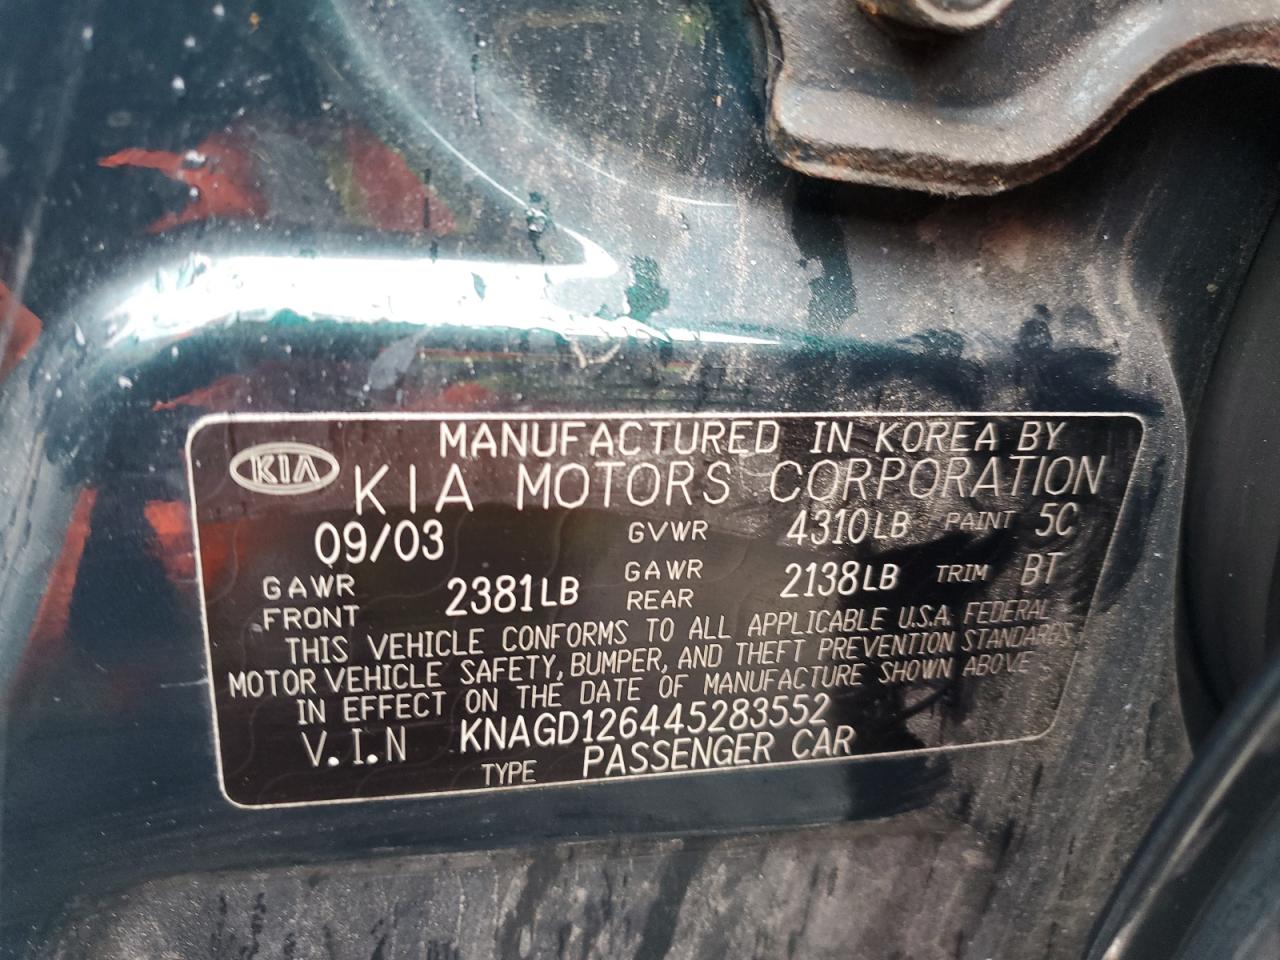 MANUFACTURED IN KOREA BY
KIA KIA MOTORS CORPORATION
09/03 GVWR 4310LB PAINT 5C
GAWR FRONT 2381LB GAWR REAR 2138LB TRIM BT
THIS VEHICLE CONFORMS TO ALL APPLICABLE U.S.A. FEDERAL
MOTOR VEHICLE SAFETY, BUMPER, AND THEFT PREVENTION STANDARDS
IN EFFECT ON THE DATE OF MANUFACTURE SHOWN ABOVE
V.I.N KNAGD126445283552
TYPE PASSENGER CAR